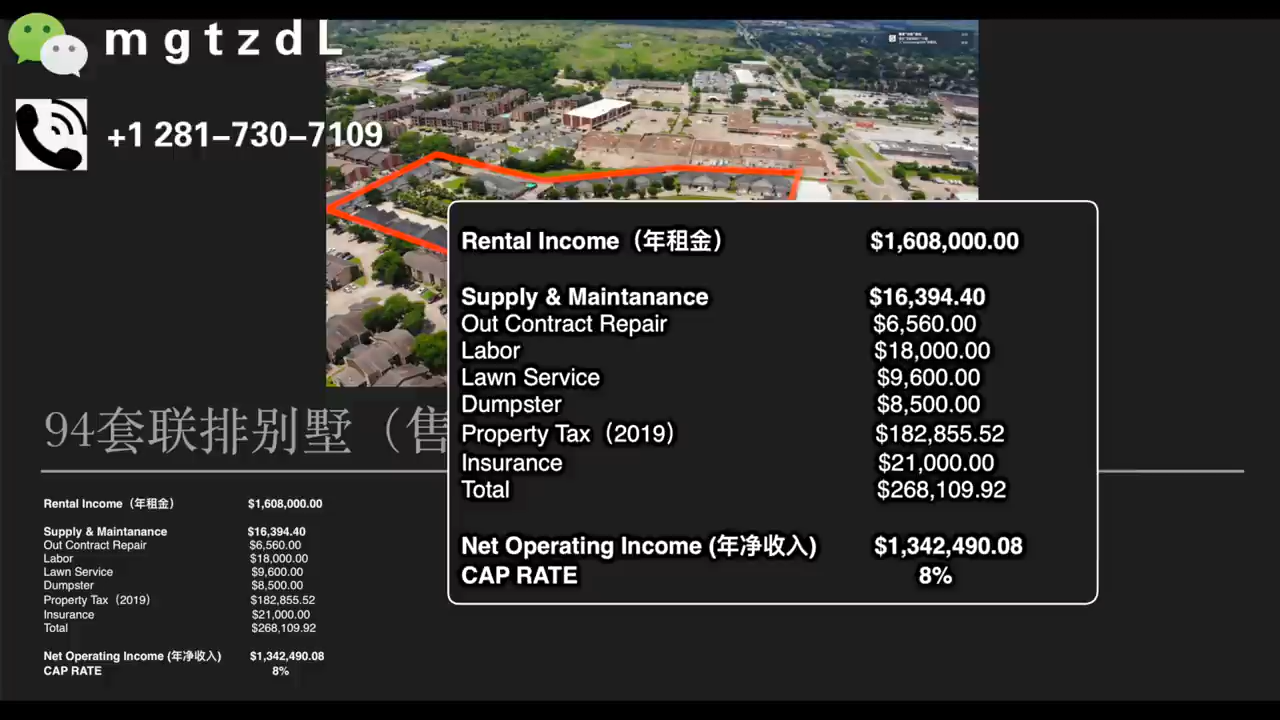 mgtzdL
+1 281-730-7109
Rental Income（年租金） $1,608,000.00
Supply & Maintanance $16,394.40
Out Contract Repair $6,560.00
Labor $18,000.00
Lawn Service $9,600.00
Dumpster $8,500.00
Property Tax（2019） $182,855.52
Insurance $21,000.00
Total $268,109.92
Net Operating Income (年净收入) $1,342,490.08
CAP RATE 8%
94套联排别墅（售
Rental Income（年租金） $1,608,000.00
Supply & Maintanance $16,394.40
Out Contract Repair $6,560.00
Labor $18,000.00
Lawn Service $9,600.00
Dumpster $8,500.00
Property Tax（2019） $182,855.52
Insurance $21,000.00
Total $268,109.92
Net Operating Income (年净收入) $1,342,490.08
CAP RATE 8%